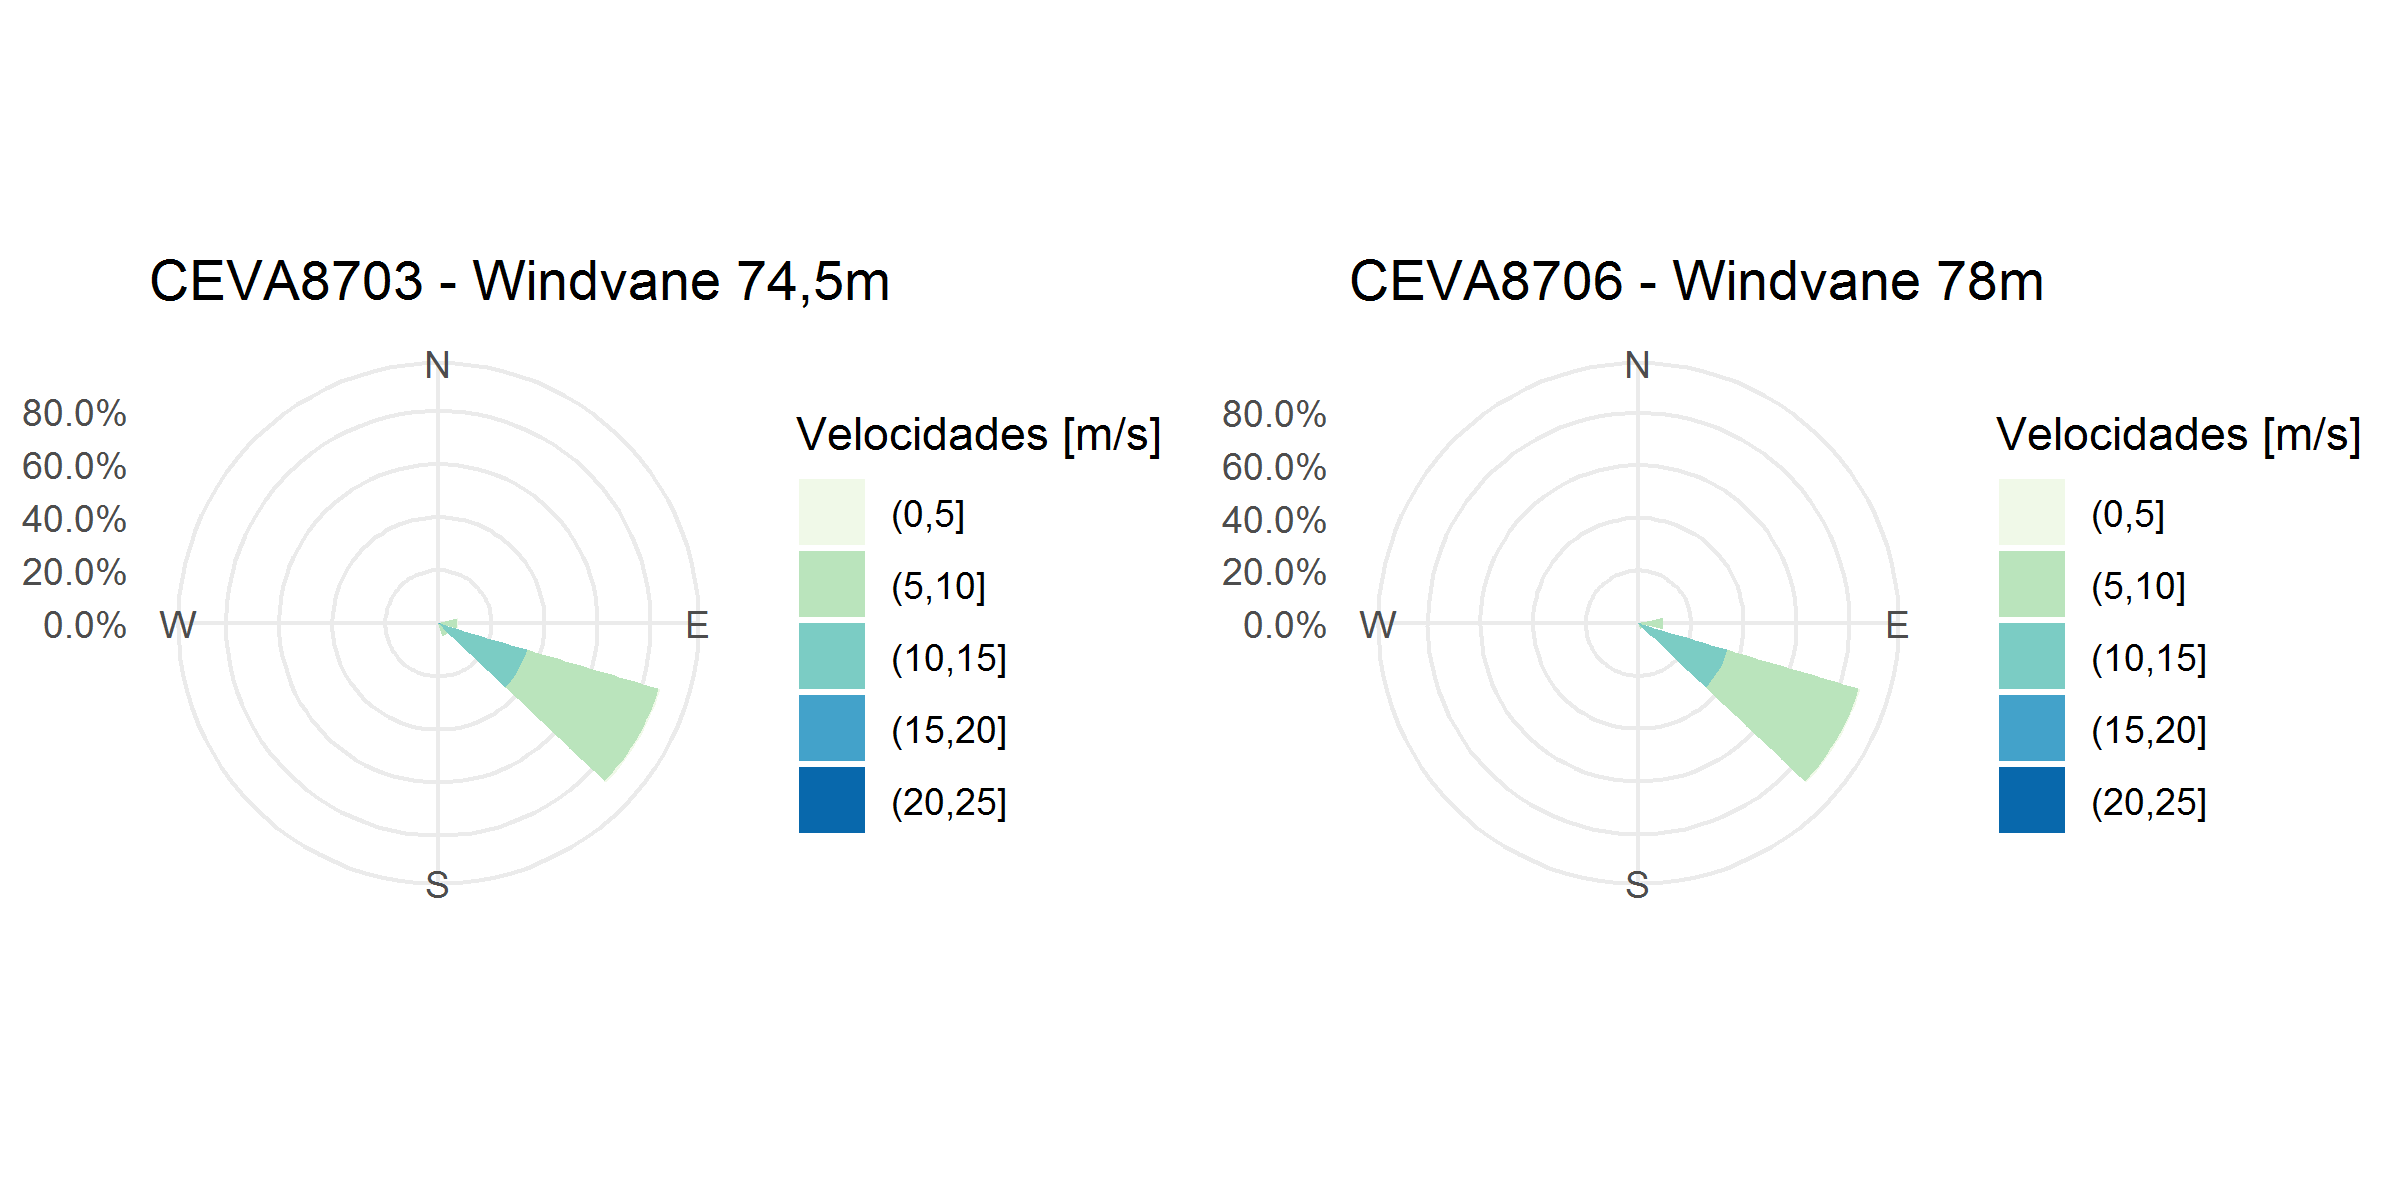 CEVA8703 - Windvane 74,5m
N
80.0%
60.0%
40.0%
20.0%
0.0%
W
E
S
Velocidades [m/s]
(0,5]
(5,10]
(10,15]
(15,20]
(20,25]
CEVA8706 - Windvane 78m
N
80.0%
60.0%
40.0%
20.0%
0.0%
W
E
S
Velocidades [m/s]
(0,5]
(5,10]
(10,15]
(15,20]
(20,25]